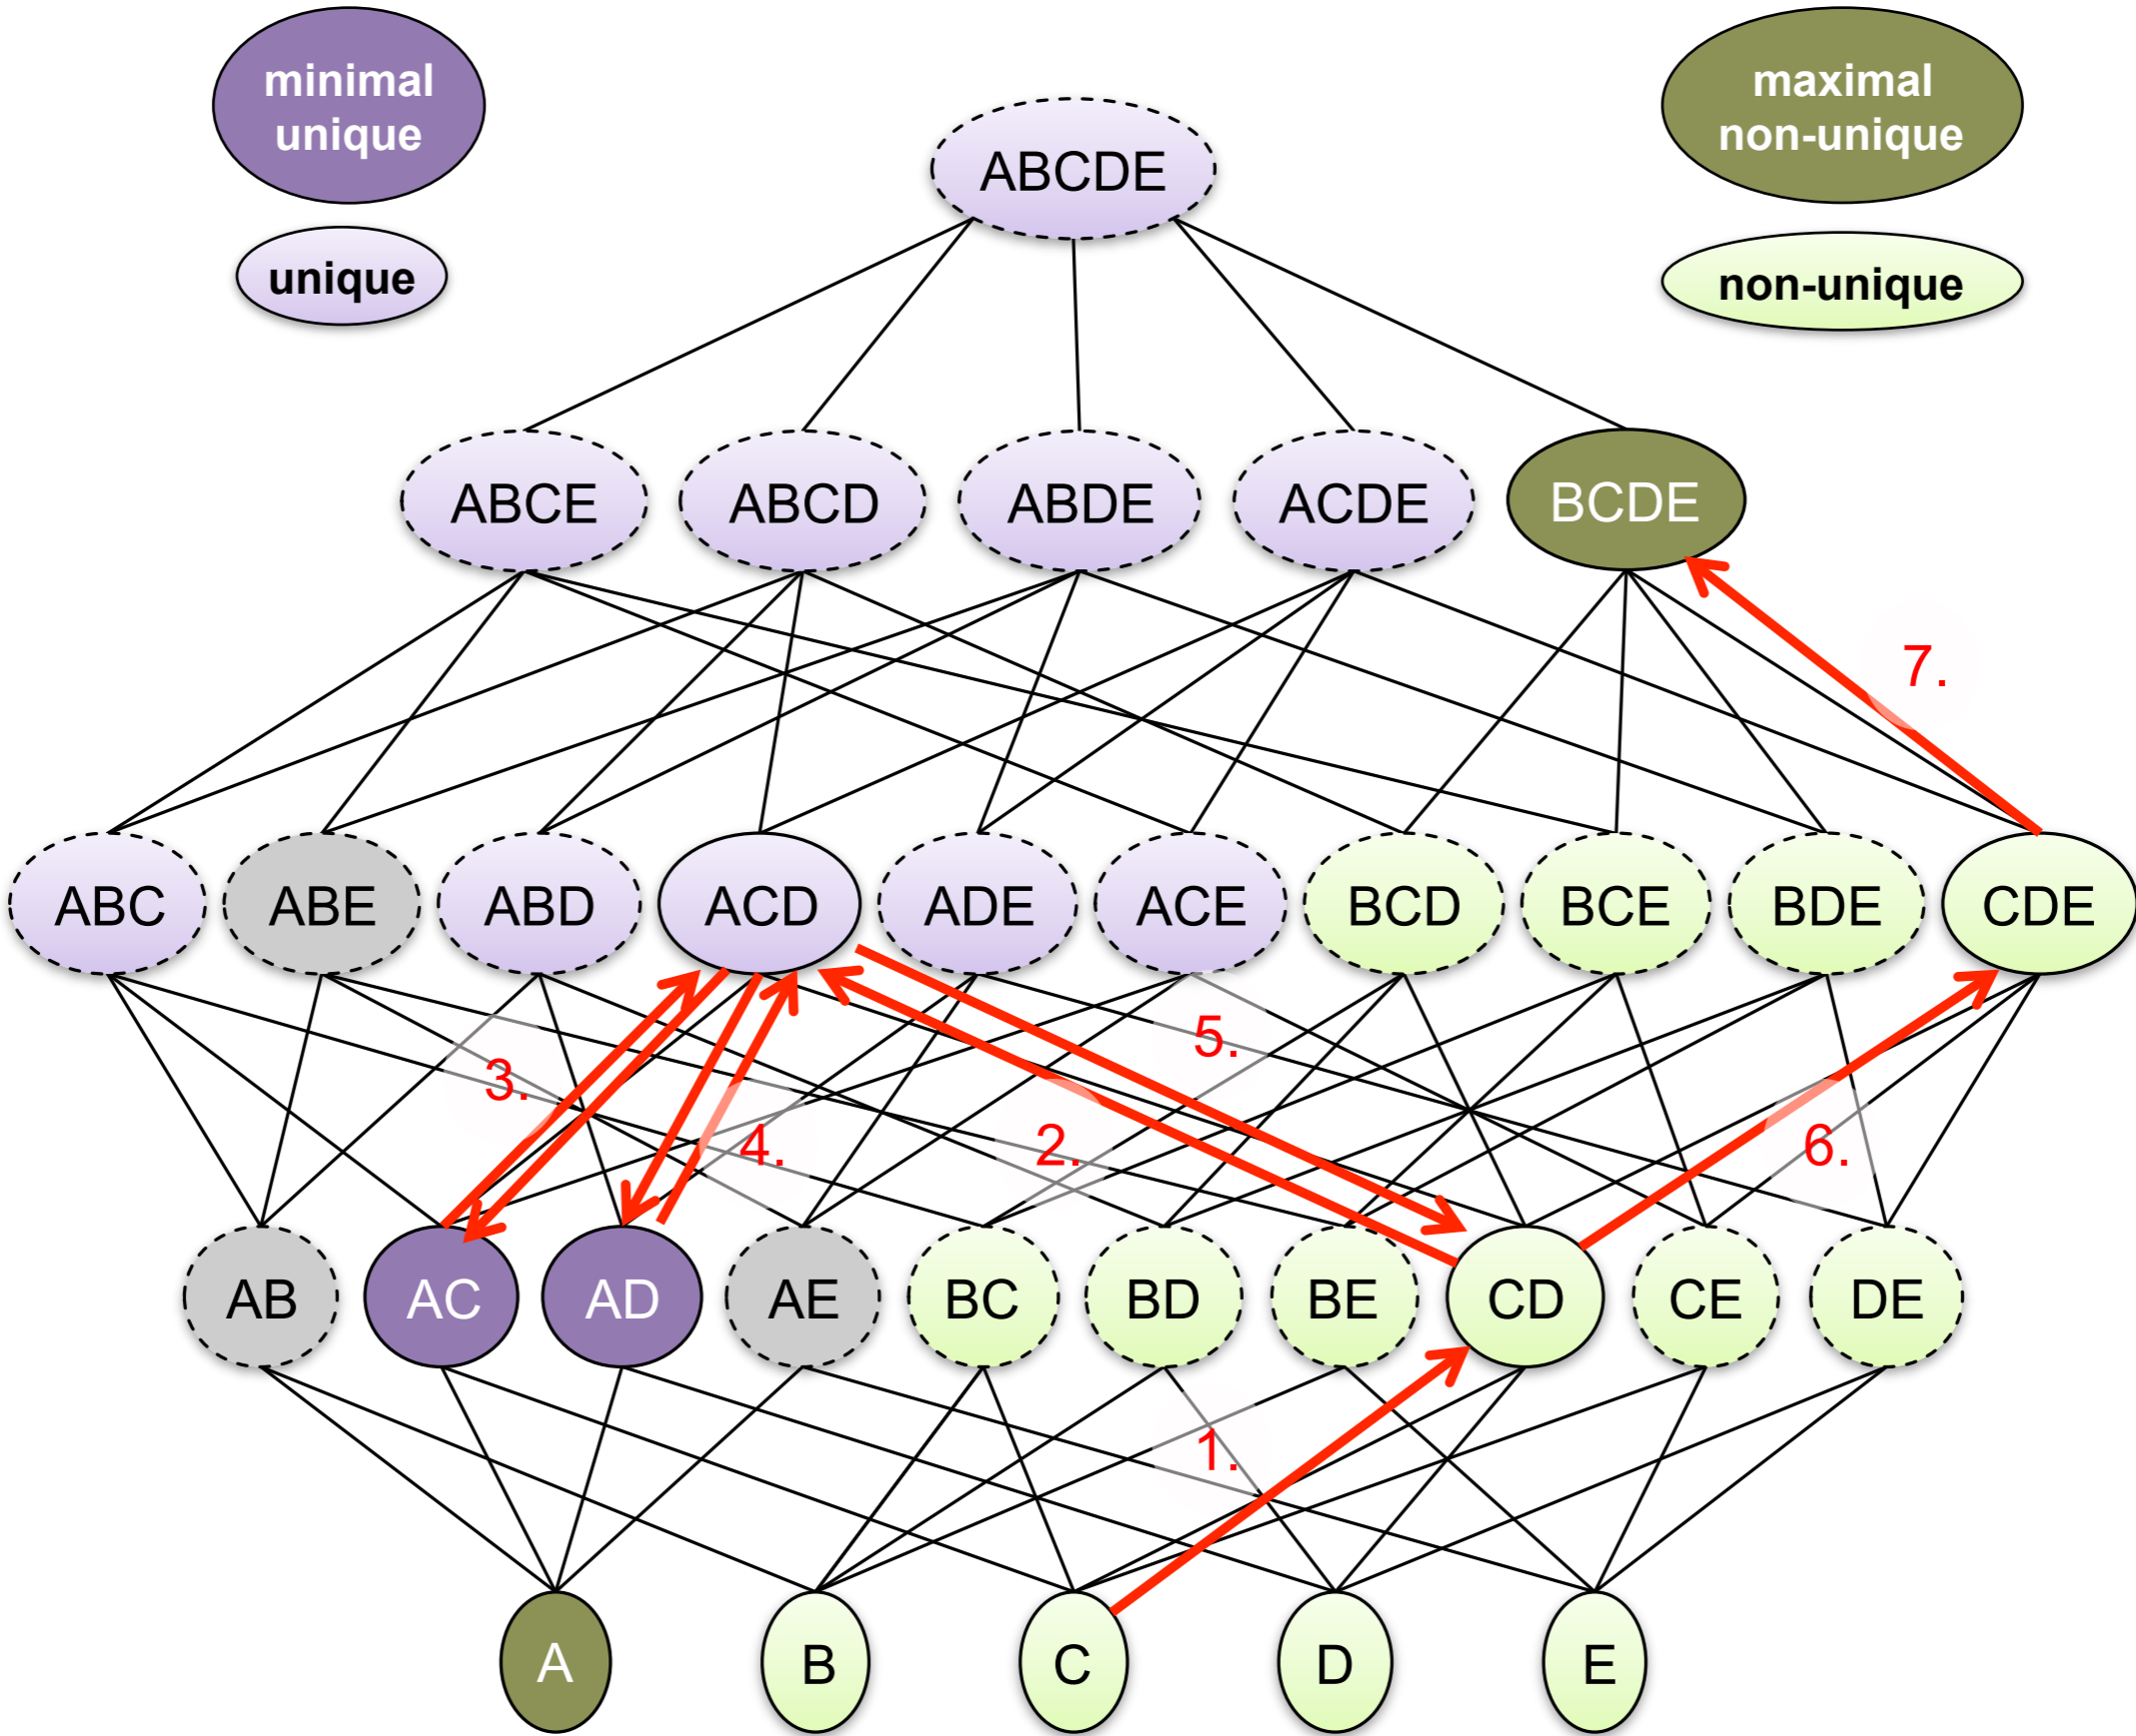 minimal
unique
unique
maximal
non-unique
non-unique
ABCDE
ABCE ABCD ABDE ACDE BCDE
7.
ABC ABE ABD ACD ADE ACE BCD BCE BDE CDE
3. 4. 2. 5. 6.
AB AC AD AE BC BD BE CD CE DE
1.
A B C D E